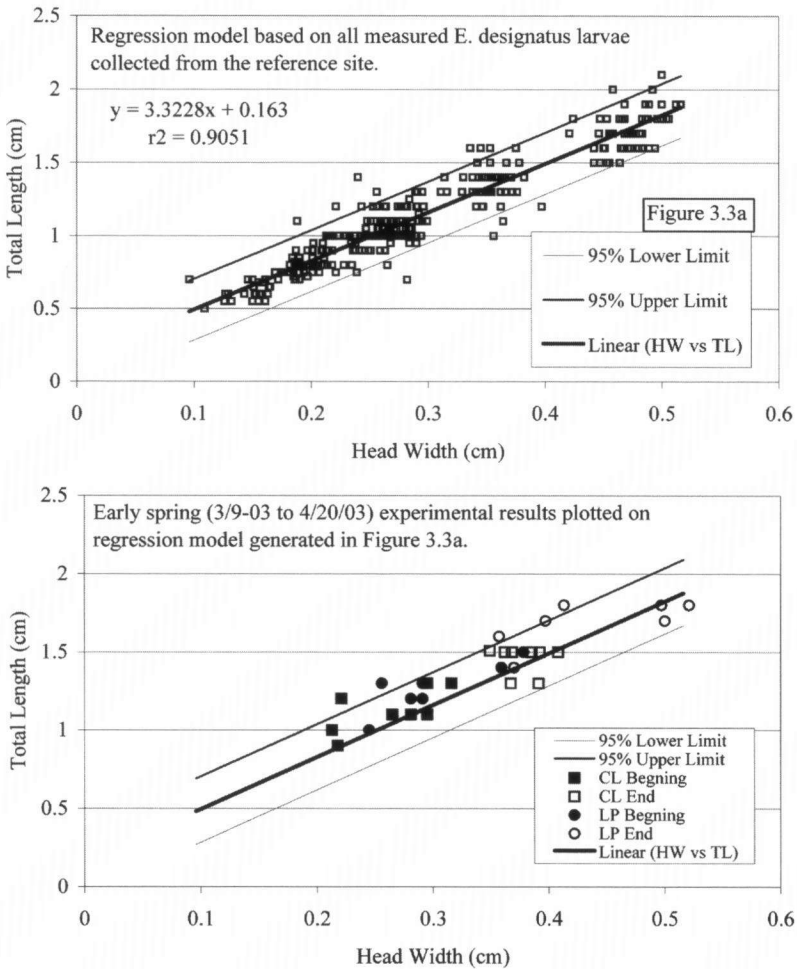 Regression model based on all measured E. designatus larvae
collected from the reference site.
y = 3.3228x + 0.163
r2 = 0.9051
Total Length (cm)
2.5
2
1.5
1
0.5
0
0
0.1
0.2
0.3
0.4
0.5
0.6
Head Width (cm)
Figure 3.3a
95% Lower Limit
95% Upper Limit
Linear (HW vs TL)
Early spring (3/9-03 to 4/20/03) experimental results plotted on
regression model generated in Figure 3.3a.
Total Length (cm)
2.5
2
1.5
1
0.5
0
0
0.1
0.2
0.3
0.4
0.5
0.6
Head Width (cm)
95% Lower Limit
95% Upper Limit
CL Begning
CL End
LP Begning
LP End
Linear (HW vs TL)